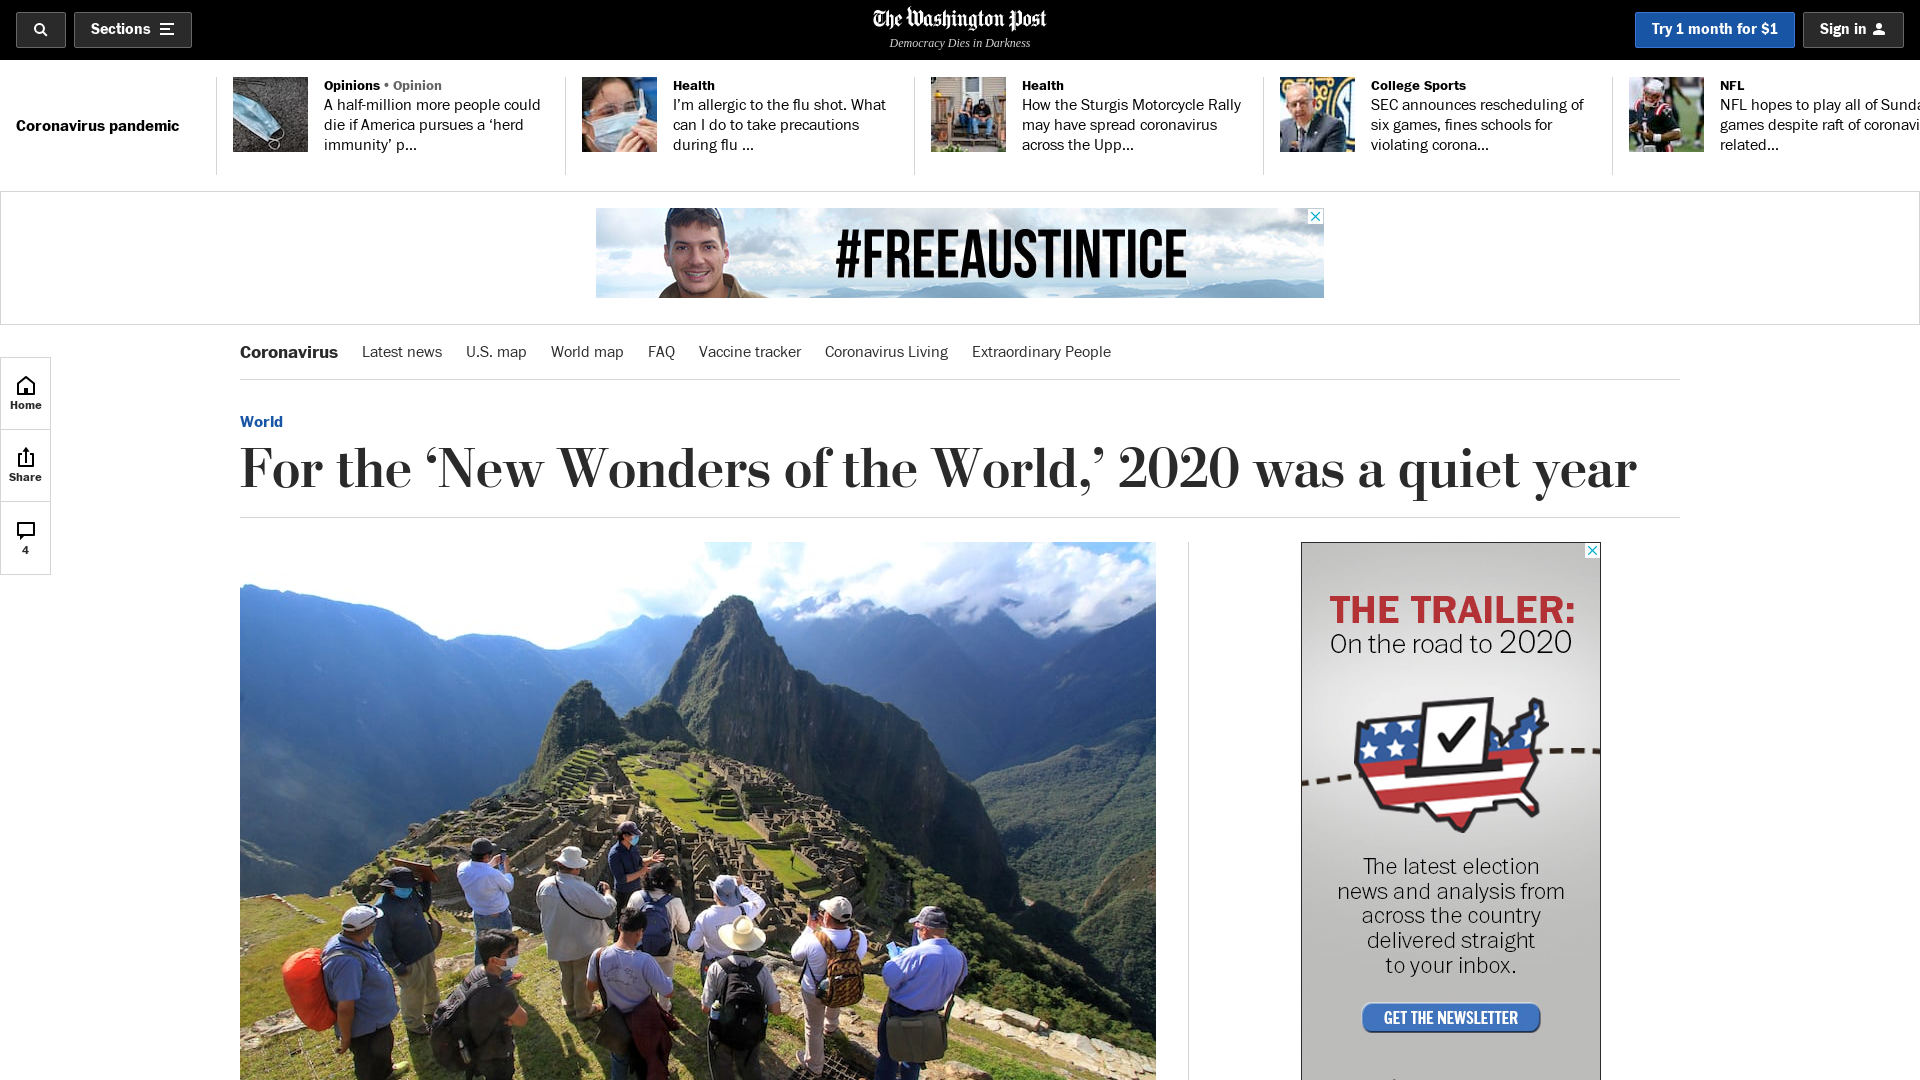 Sections
The Washington Post
Democracy Dies in Darkness
Try 1 month for $1
Sign in
Coronavirus pandemic
Opinions • Opinion
A half-million more people could
die if America pursues a ‘herd
immunity’ p...
Health
I’m allergic to the flu shot. What
can I do to take precautions
during flu ...
Health
How the Sturgis Motorcycle Rally
may have spread coronavirus
across the Upp...
College Sports
SEC announces rescheduling of
six games, fines schools for
violating corona...
NFL
NFL hopes to play all of Sunda
games despite raft of coronavi
related...
#FREEAUSTINTICE
Coronavirus
Latest news
U.S. map
World map
FAQ
Vaccine tracker
Coronavirus Living
Extraordinary People
Home
Share
4
World
For the ‘New Wonders of the World,’ 2020 was a quiet year
THE TRAILER:
On the road to 2020
The latest election
news and analysis from
across the country
delivered straight
to your inbox.
GET THE NEWSLETTER